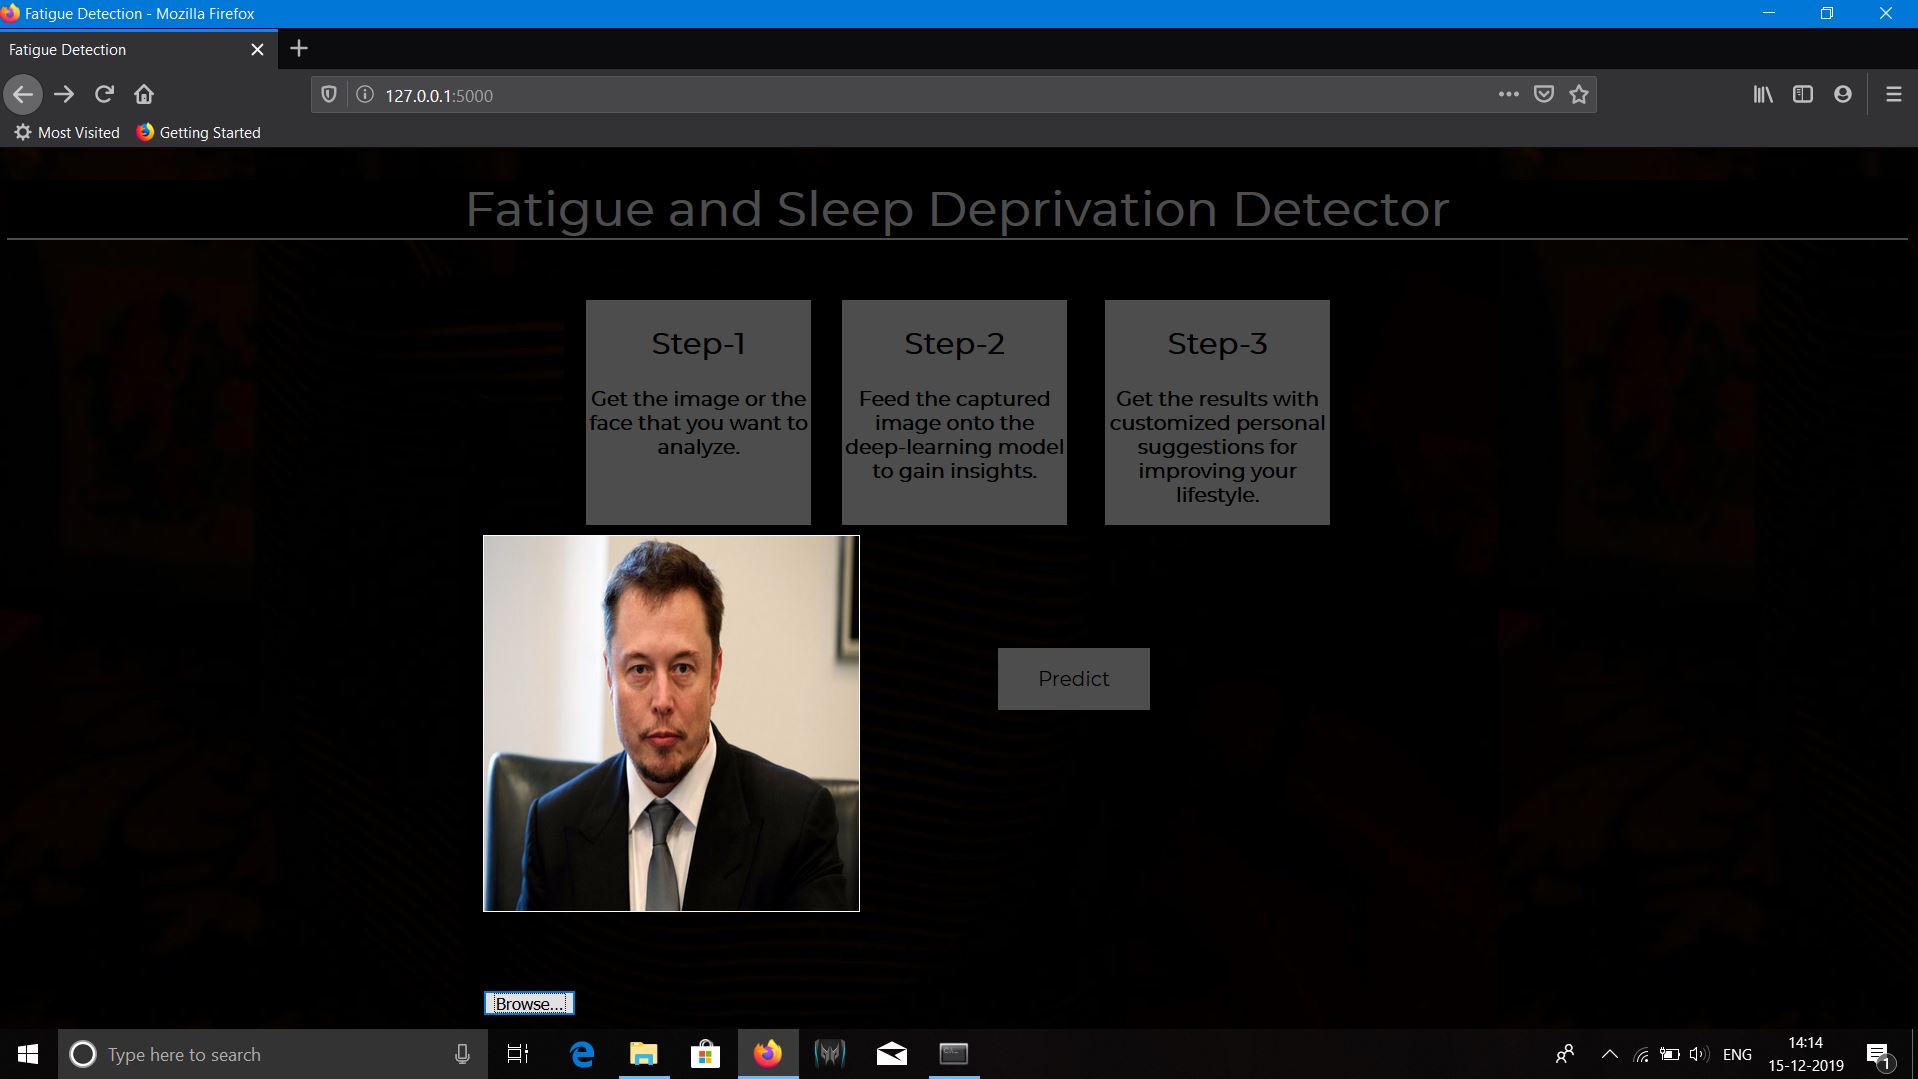 Fatigue Detection - Mozilla Firefox
Fatigue Detection
127.0.0.1:5000
Most Visited
Getting Started
Fatigue and Sleep Deprivation Detector
Step-1
Get the image or the
face that you want to
analyze.
Step-2
Feed the captured
image onto the
deep-learning model
to gain insights.
Step-3
Get the results with
customized personal
suggestions for
improving your
lifestyle.
Predict
Browse...
Type here to search
ENG
14:14
15-12-2019
1